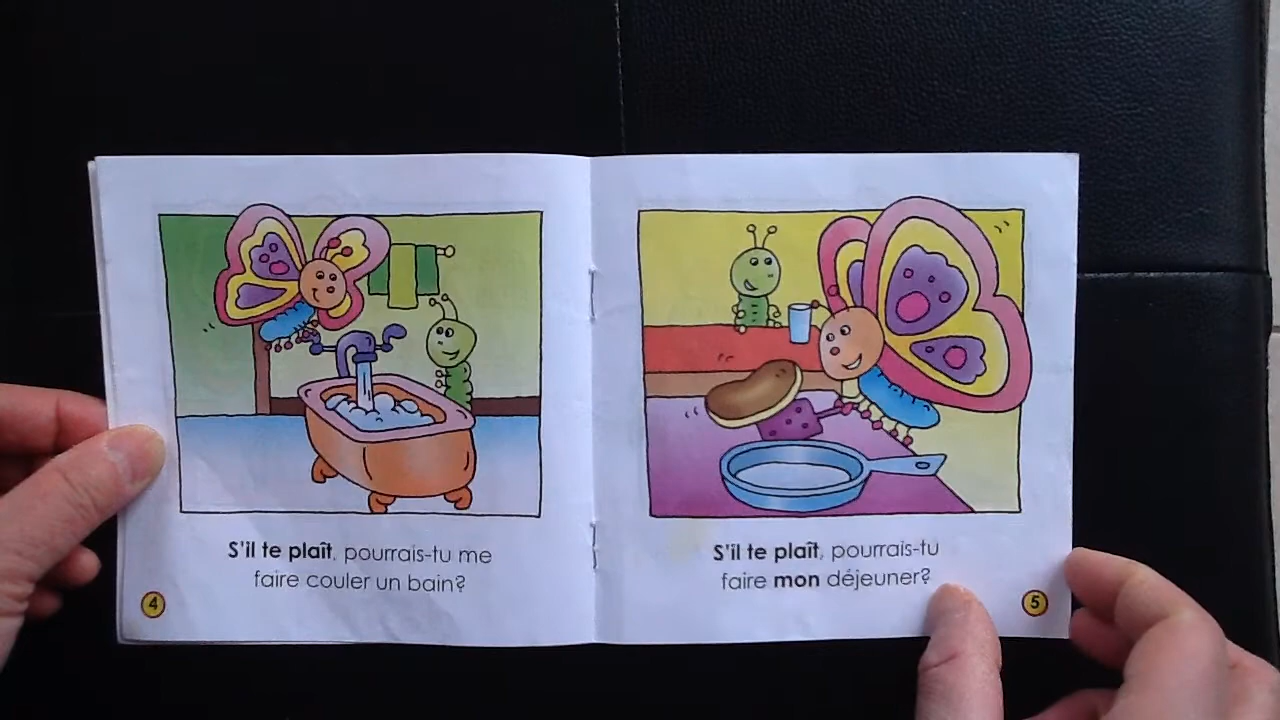 S'il te plaît, pourrais-tu me
faire couler un bain?
4
S'il te plaît, pourrais-tu
faire mon déjeuner?
5